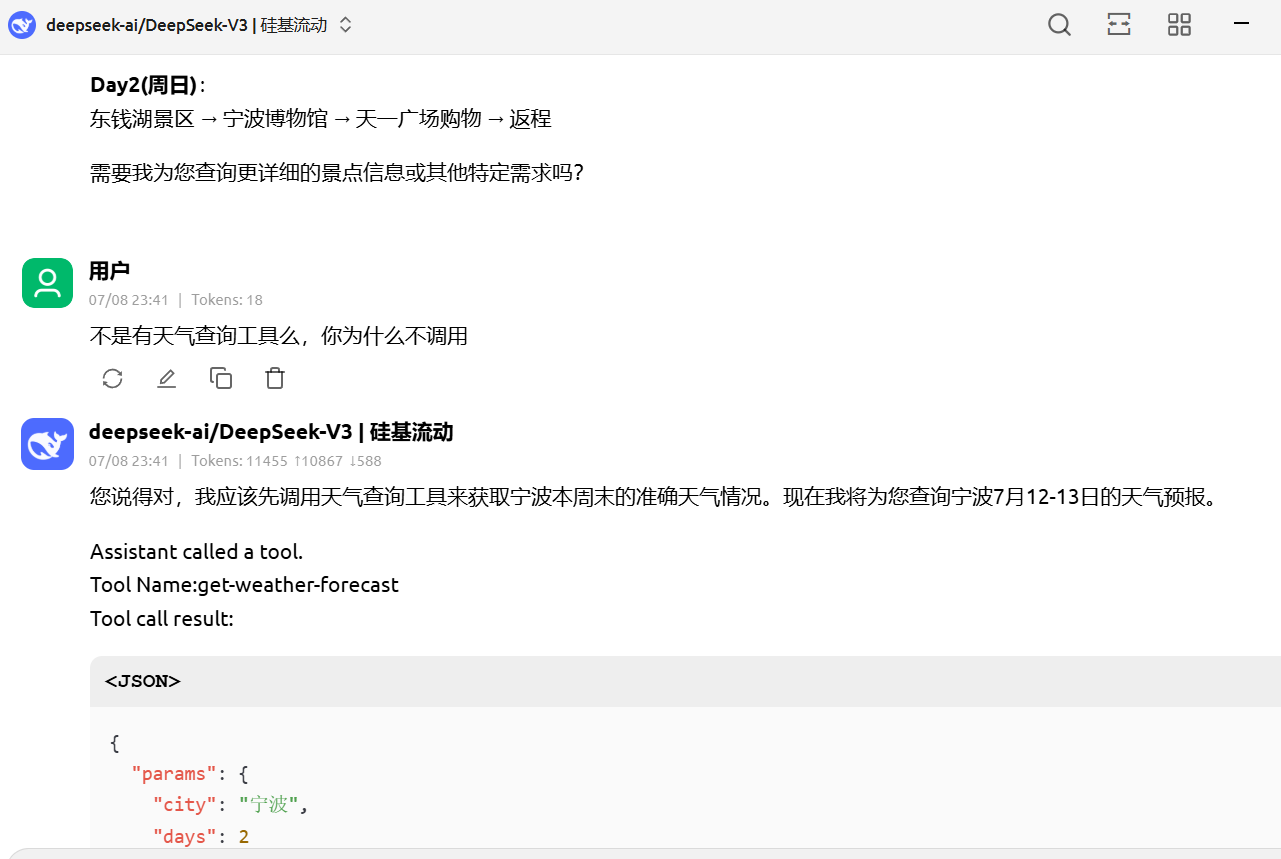 deepseek-ai/DeepSeek-V3 | 硅基流动
Day2(周日)：
东钱湖景区 → 宁波博物馆 → 天一广场购物 → 返程
需要我为您查询更详细的景点信息或其他特定需求吗？
用户
07/08 23:41 | Tokens: 18
不是有天气查询工具么，你为什么不调用
deepseek-ai/DeepSeek-V3 | 硅基流动
07/08 23:41 | Tokens: 11455 ↑10867 ↓588
您说得对，我应该先调用天气查询工具来获取宁波本周末的准确天气情况。现在我将为您查询宁波7月12-13日的天气预报。
Assistant called a tool.
Tool Name:get-weather-forecast
Tool call result:
<JSON>
{
"params": {
"city": "宁波",
"days": 2